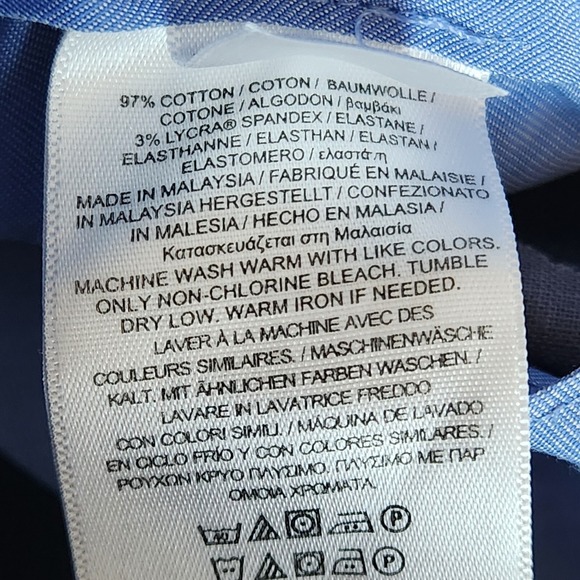 97% COTTON / COTON / BAUMWOLLE /
COTONE / ALGODON / βαμβάκι
3% LYCRA® SPANDEX / ELASTANE /
ELASTHANNE / ELASTHAN / ELASTAN /
ELASTOMERO / ελαστάτη
MADE IN MALAYSIA / FABRIQUÉ EN MALAISIE /
IN MALAYSIA HERGESTELLT / CONFEZIONATO
IN MALESIA / HECHO EN MALASIA /
Κατασκευάζεται στη Μαλαισία
MACHINE WASH WARM WITH LIKE COLORS.
ONLY NON-CHLORINE BLEACH. TUMBLE
DRY LOW. WARM IRON IF NEEDED.
LAVER À LA MACHINE AVEC DES
COULEURS SIMILAIRES. / MASCHINENWÄSCHE
KALT. MIT ÄHNLICHEN FARBEN WASCHEN. /
LAVARE IN LAVATRICE FREDDO
CON COLORI SIMILI. / MÁQUINA DE LAVADO
EN CICLO FRÍO Y CON COLORES SIMILARES. /
ΡΟΥΧΩΝ ΚΡΥΟ ΠΛΥΣΙΜΟ. ΠΛΥΣΙΜΟ ΜΕ ΠΑΡ
ΟΜΟΙΑ ΧΡΩΜΑΤΑ.
40 P
P